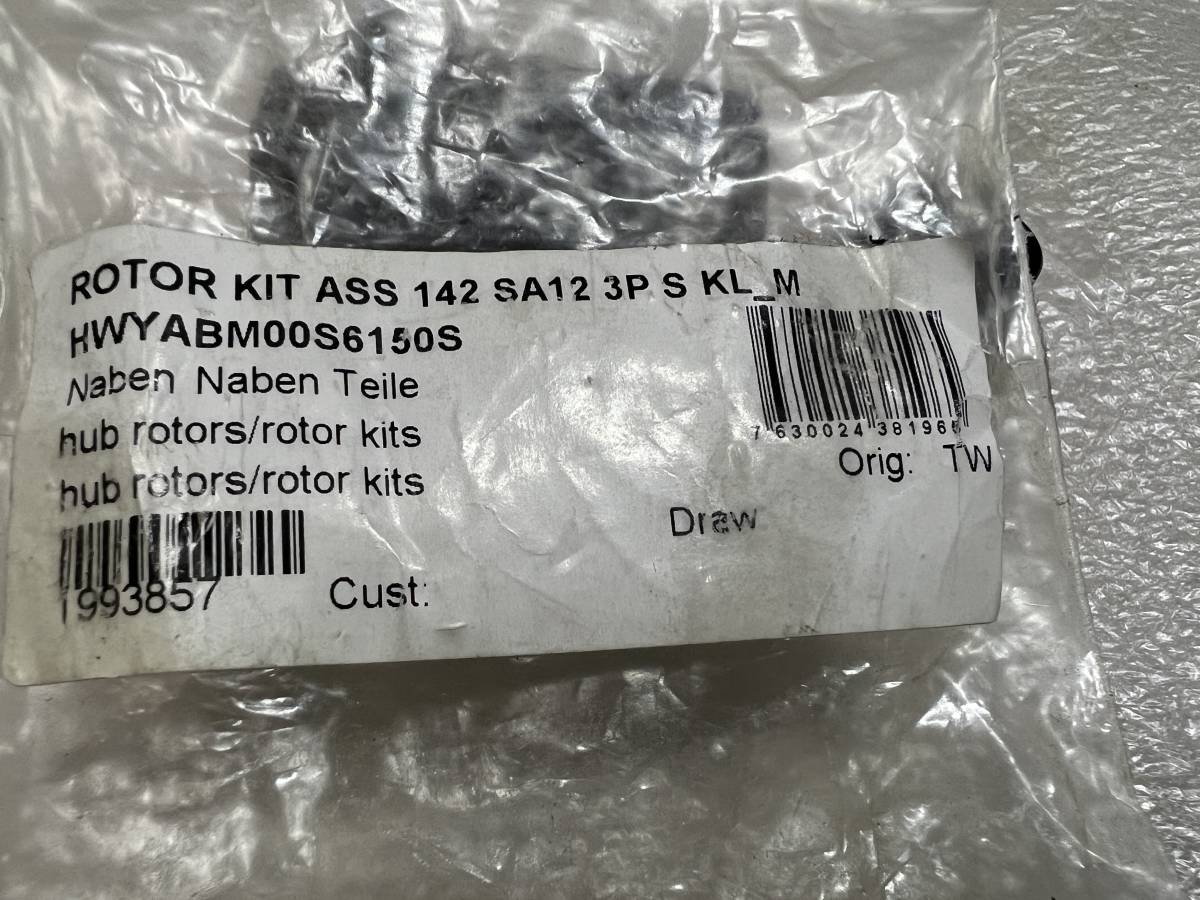 ROTOR KIT ASS 142 SA12 3P S KL_M
HWYABM00S6150S
Naben Naben Teile
hub rotors/rotor kits
hub rotors/rotor kits
7 630024 381965
Orig: TW
Draw
1993857
Cust: